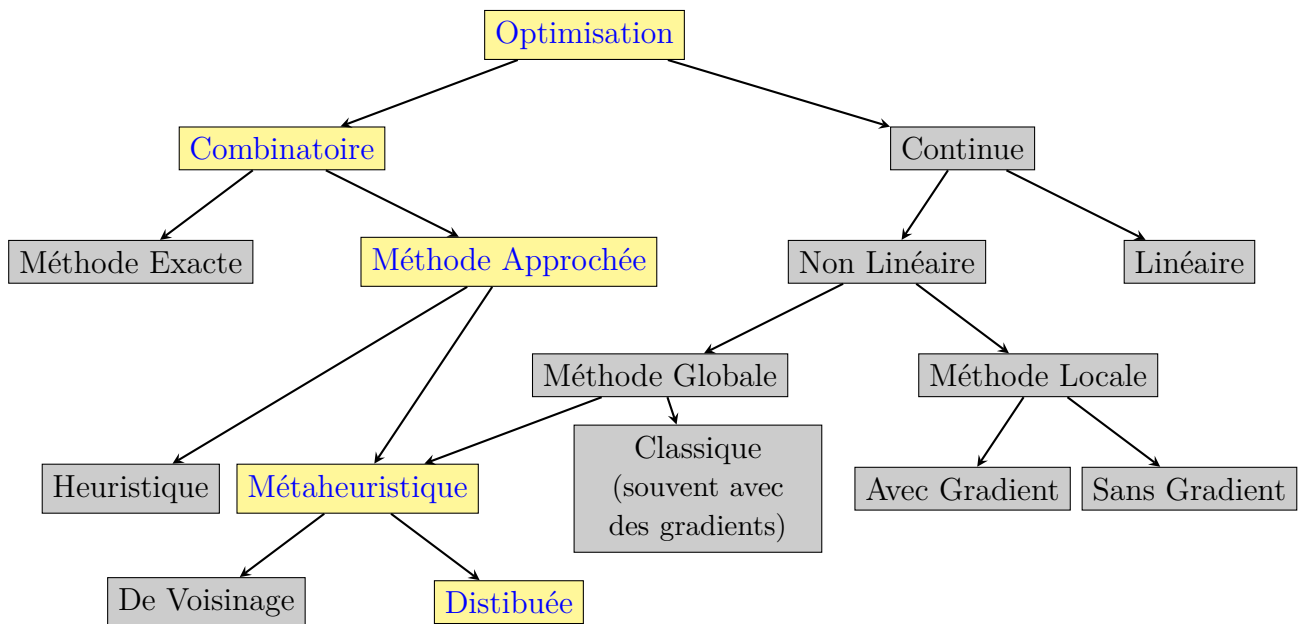 Optimisation
Combinatoire
Continue
Méthode Exacte
Méthode Approchée
Non Linéaire
Linéaire
Méthode Globale
Méthode Locale
Heuristique
Métaheuristique
Classique
(souvent avec
des gradients)
Avec Gradient
Sans Gradient
De Voisinage
Distibuée